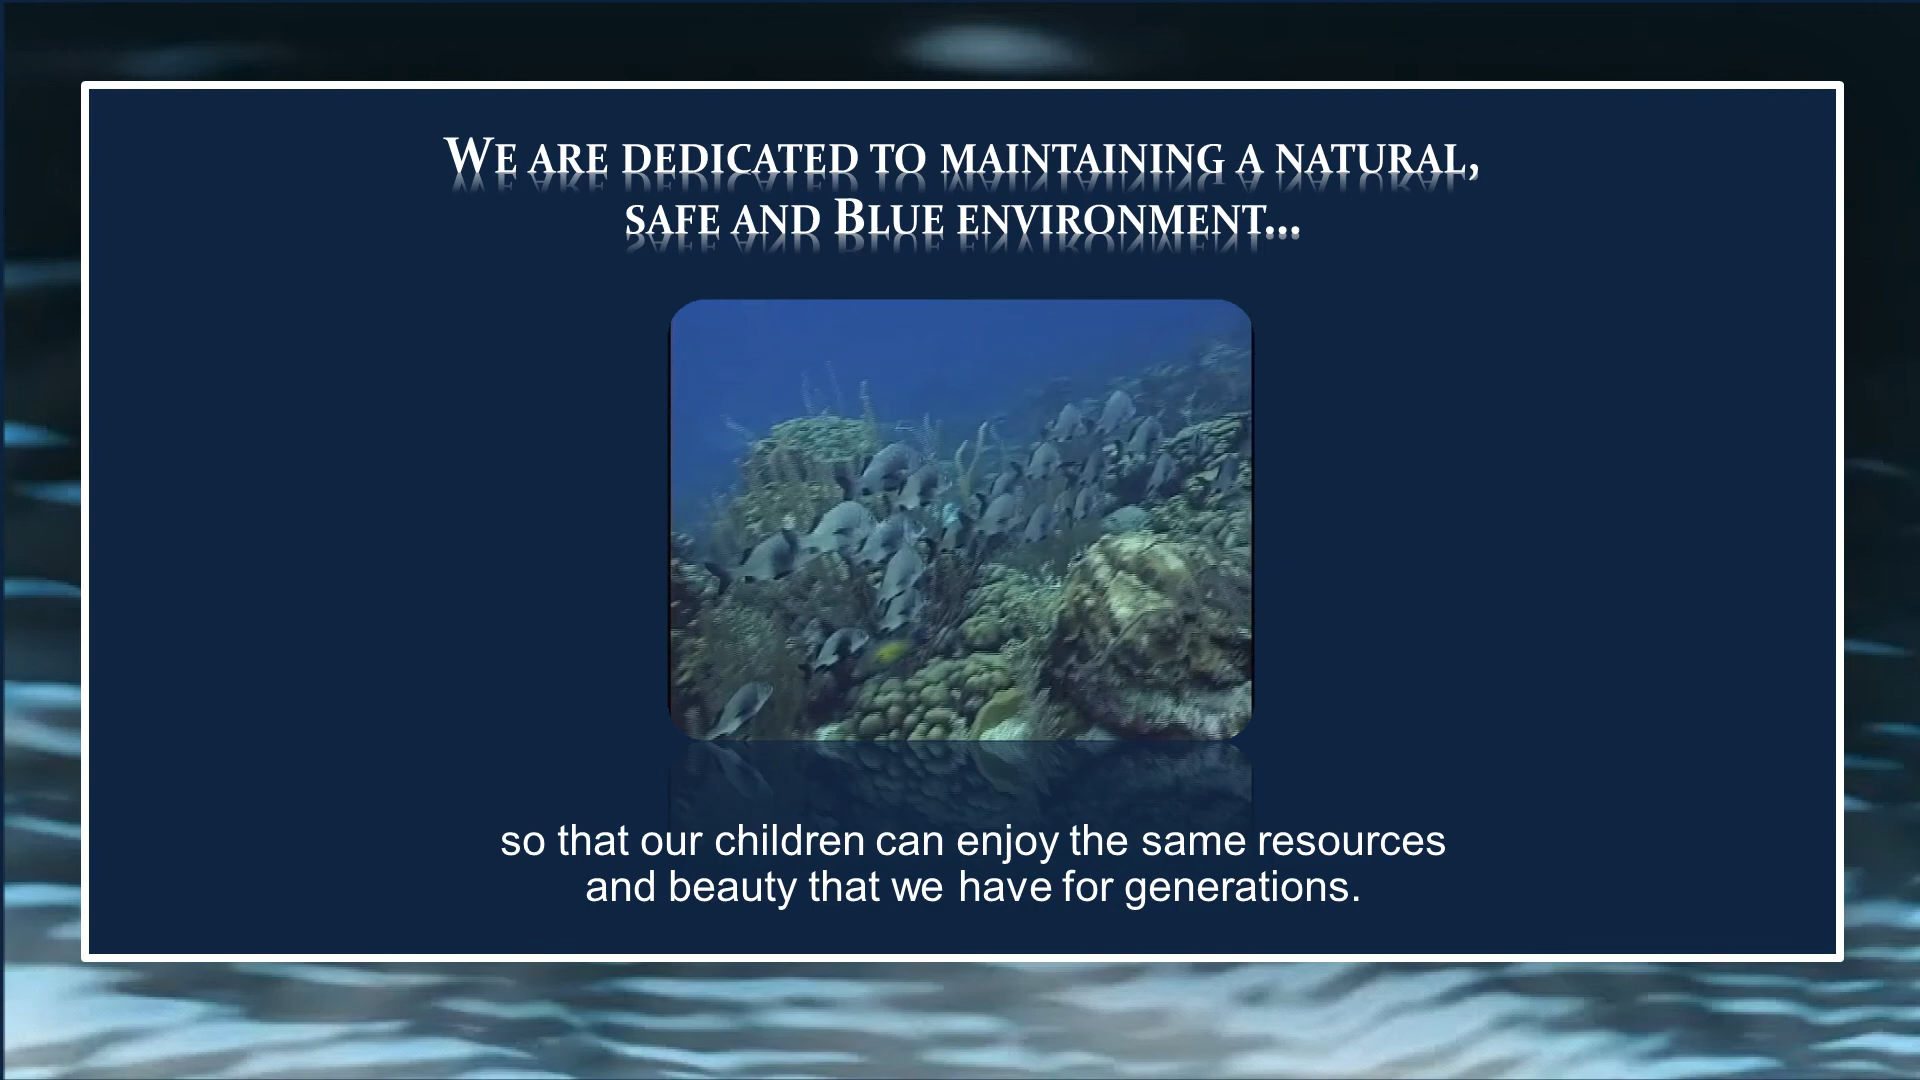 We are dedicated to maintaining a natural,
safe and Blue environment...
so that our children can enjoy the same resources
and beauty that we have for generations.